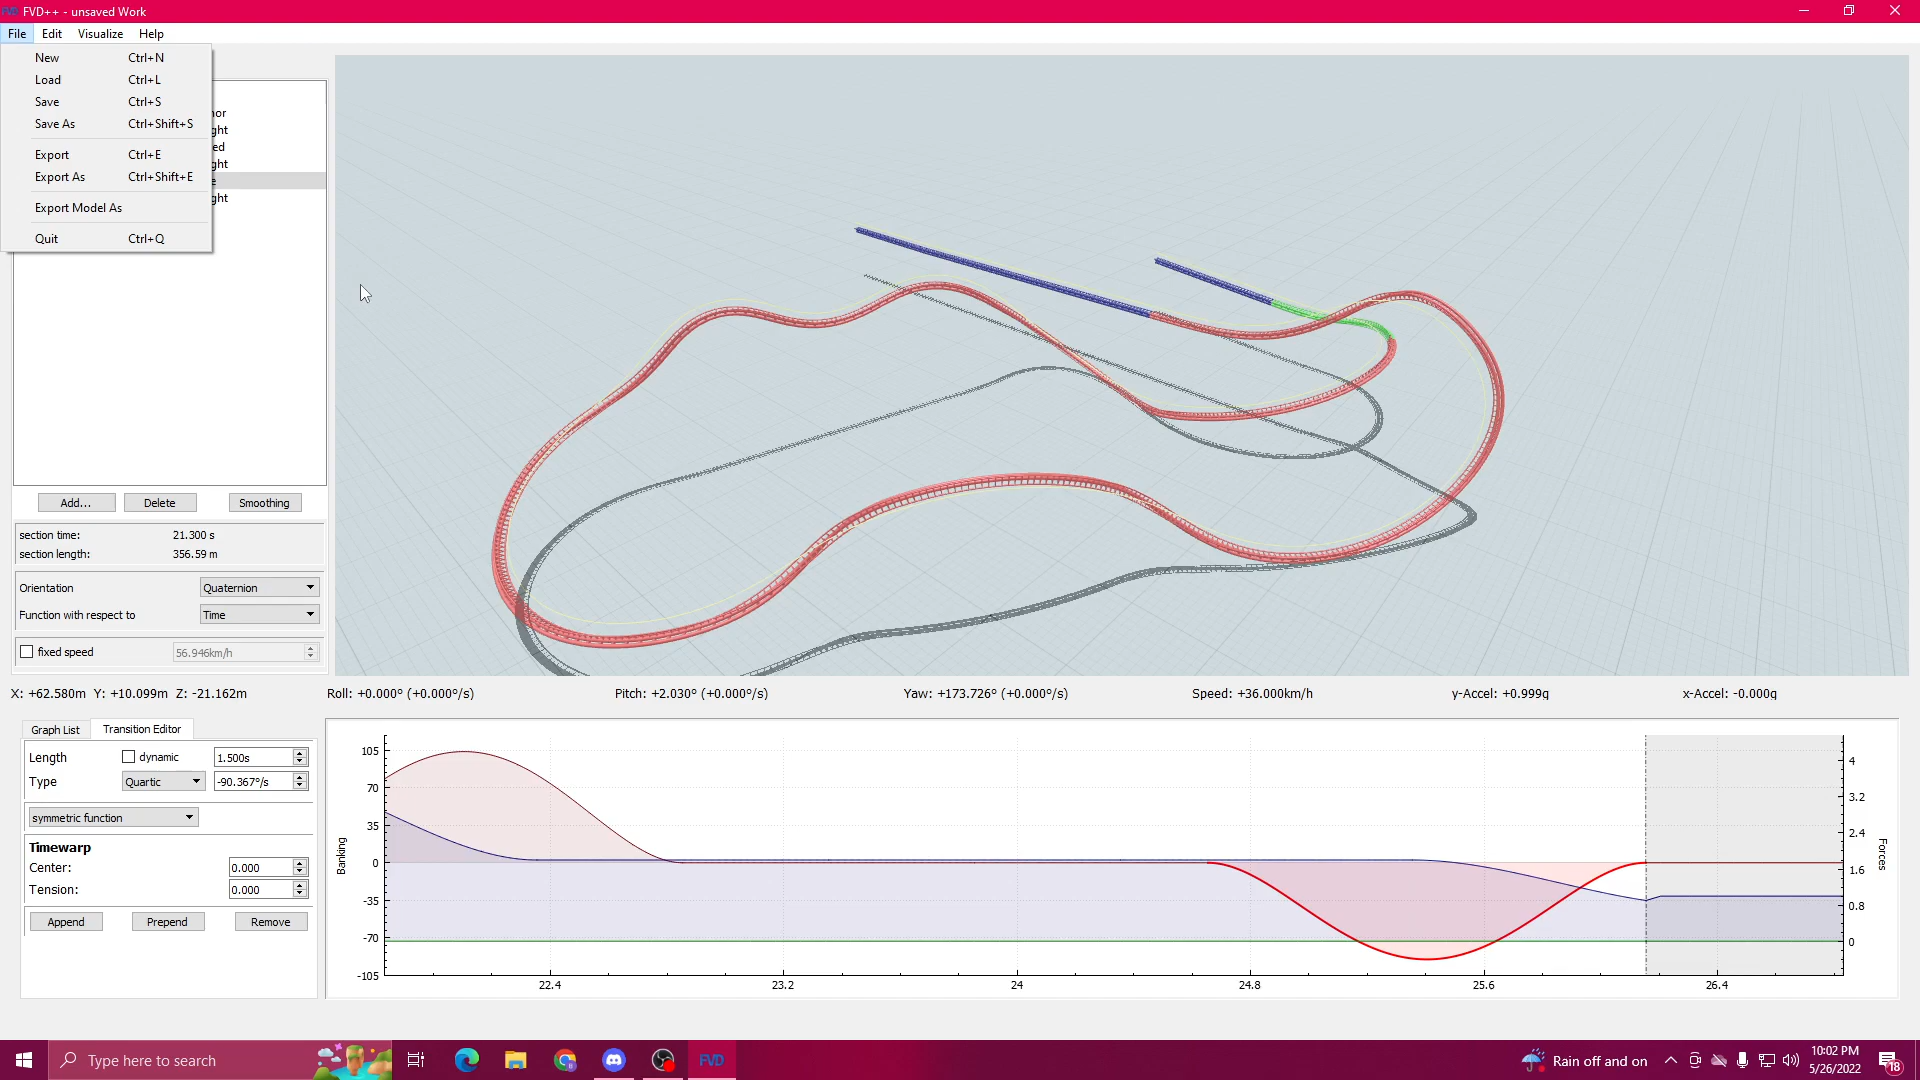 FVD++ - unsaved Work
File Edit Visualize Help
New Ctrl+N
Load Ctrl+L
Save Ctrl+S
Save As Ctrl+Shift+S
Export Ctrl+E
Export As Ctrl+Shift+E
Export Model As
Quit Ctrl+Q
Add... Delete Smoothing
section time: 21.300 s
section length: 356.59 m
Orientation Quaternion
Function with respect to Time
fixed speed 56.946km/h
X: +62.580m Y: +10.099m Z: -21.162m Roll: +0.000° (+0.000°/s) Pitch: +2.030° (+0.000°/s) Yaw: +173.726° (+0.000°/s) Speed: +36.000km/h y-Accel: +0.999g x-Accel: -0.000g
Graph List Transition Editor
Length dynamic 1.500s
Type Quartic -90.367°/s
symmetric function
Timewarp
Center: 0.000
Tension: 0.000
Append Prepend Remove
Banking
105
70
35
0
-35
-70
-105
22.4 23.2 24 24.8 25.6 26.4
4
3.2
2.4
1.6
0.8
0
Forces
Type here to search
FVD
Rain off and on
10:02 PM
5/26/2022
18